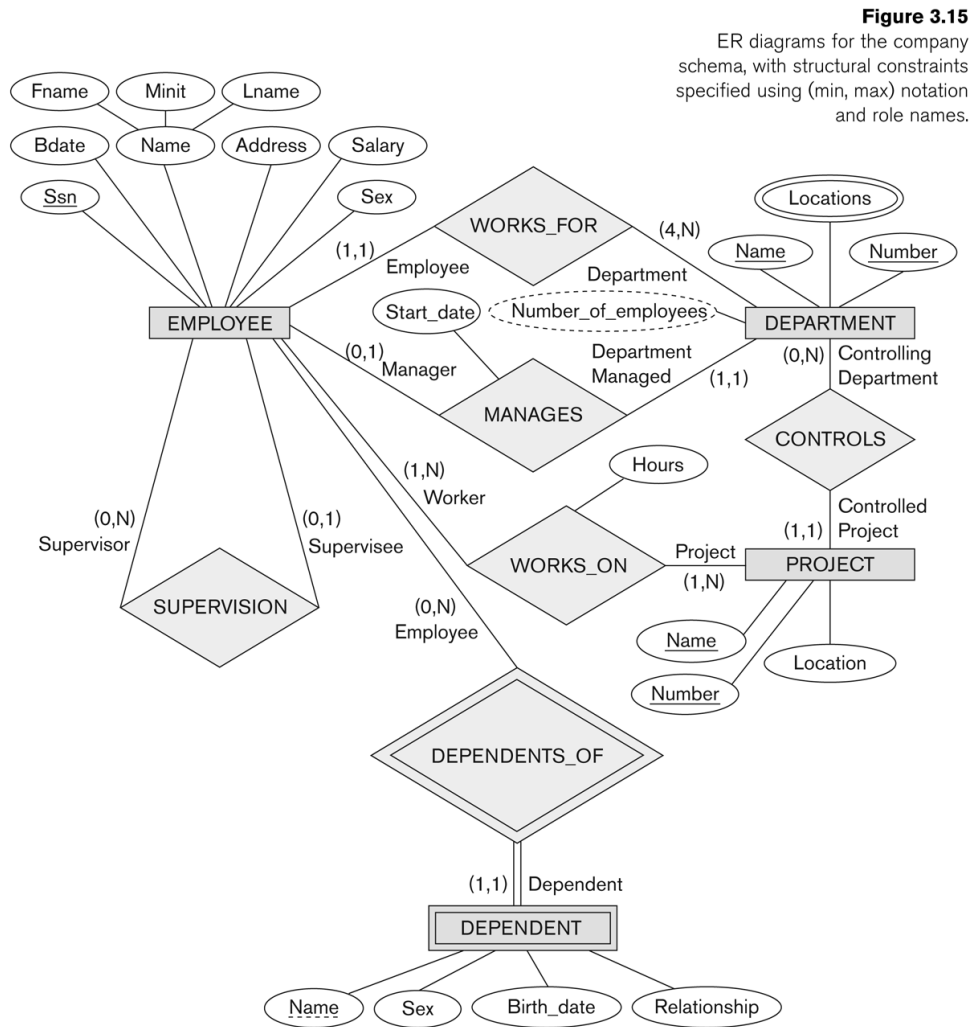 Figure 3.15
ER diagrams for the company
schema, with structural constraints
specified using (min, max) notation
and role names.
Fname
Minit
Lname
Bdate
Name
Address
Salary
Ssn
Sex
WORKS_FOR
Locations
Name
Number
(1,1)
Employee
(4,N)
Department
Start_date
Number_of_employees
EMPLOYEE
DEPARTMENT
(0,1)
Manager
MANAGES
Department
Managed
(1,1)
(0,N)
Controlling
Department
CONTROLS
(1,N)
Worker
Hours
(0,N)
Supervisor
(0,1)
Supervisee
SUPERVISION
WORKS_ON
Project
(1,N)
Controlled
Project
(1,1)
PROJECT
(0,N)
Employee
Name
Number
Location
DEPENDENTS_OF
(1,1)
Dependent
DEPENDENT
Name
Sex
Birth_date
Relationship